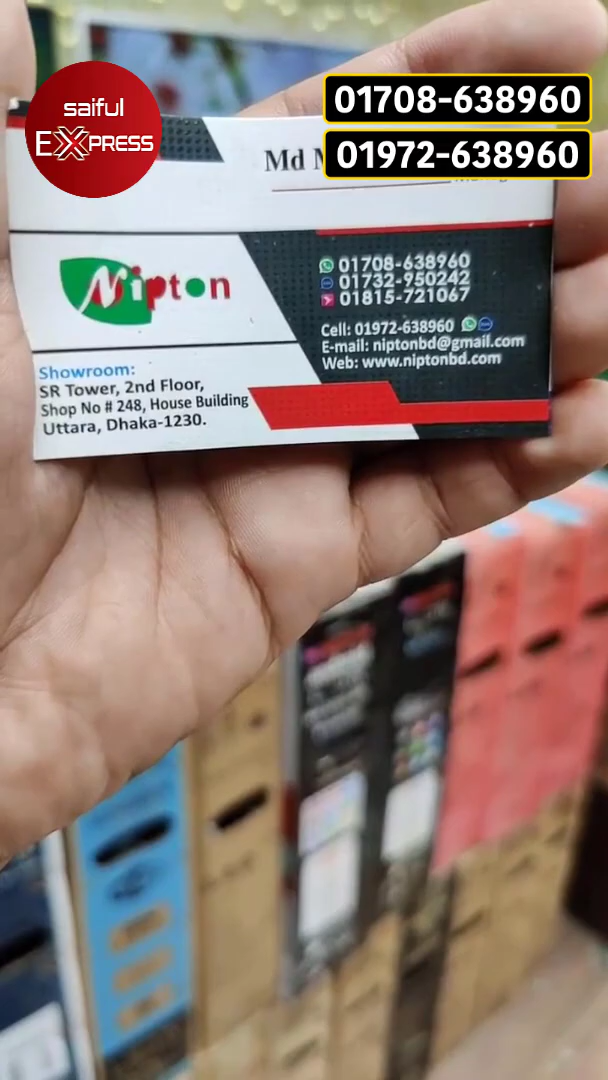 saiful
EXPRESS
01708-638960
01972-638960
Md
Nipton
01708-638960
01732-950242
01815-721067
Cell: 01972-638960
E-mail: niptonbd@gmail.com
Web: www.niptonbd.com
Showroom:
SR Tower, 2nd Floor,
Shop No # 248, House Building
Uttara, Dhaka-1230.